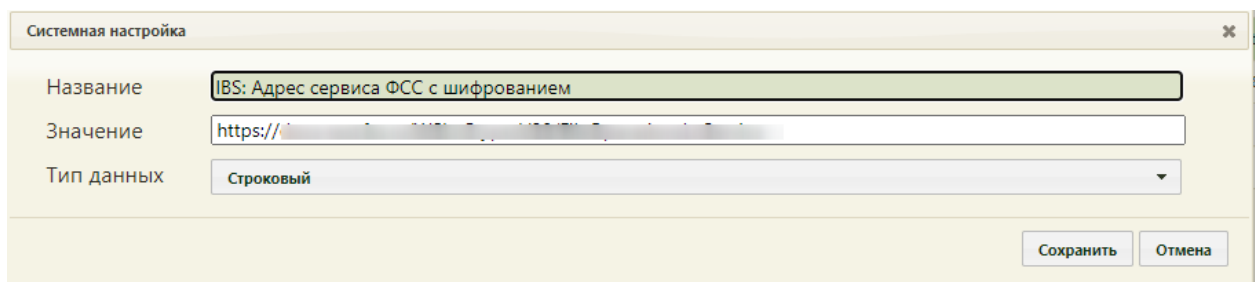 Системная настройка
Название
IBS: Адрес сервиса ФСС с шифрованием
Значение
https://
Тип данных
Строковый
Сохранить
Отмена